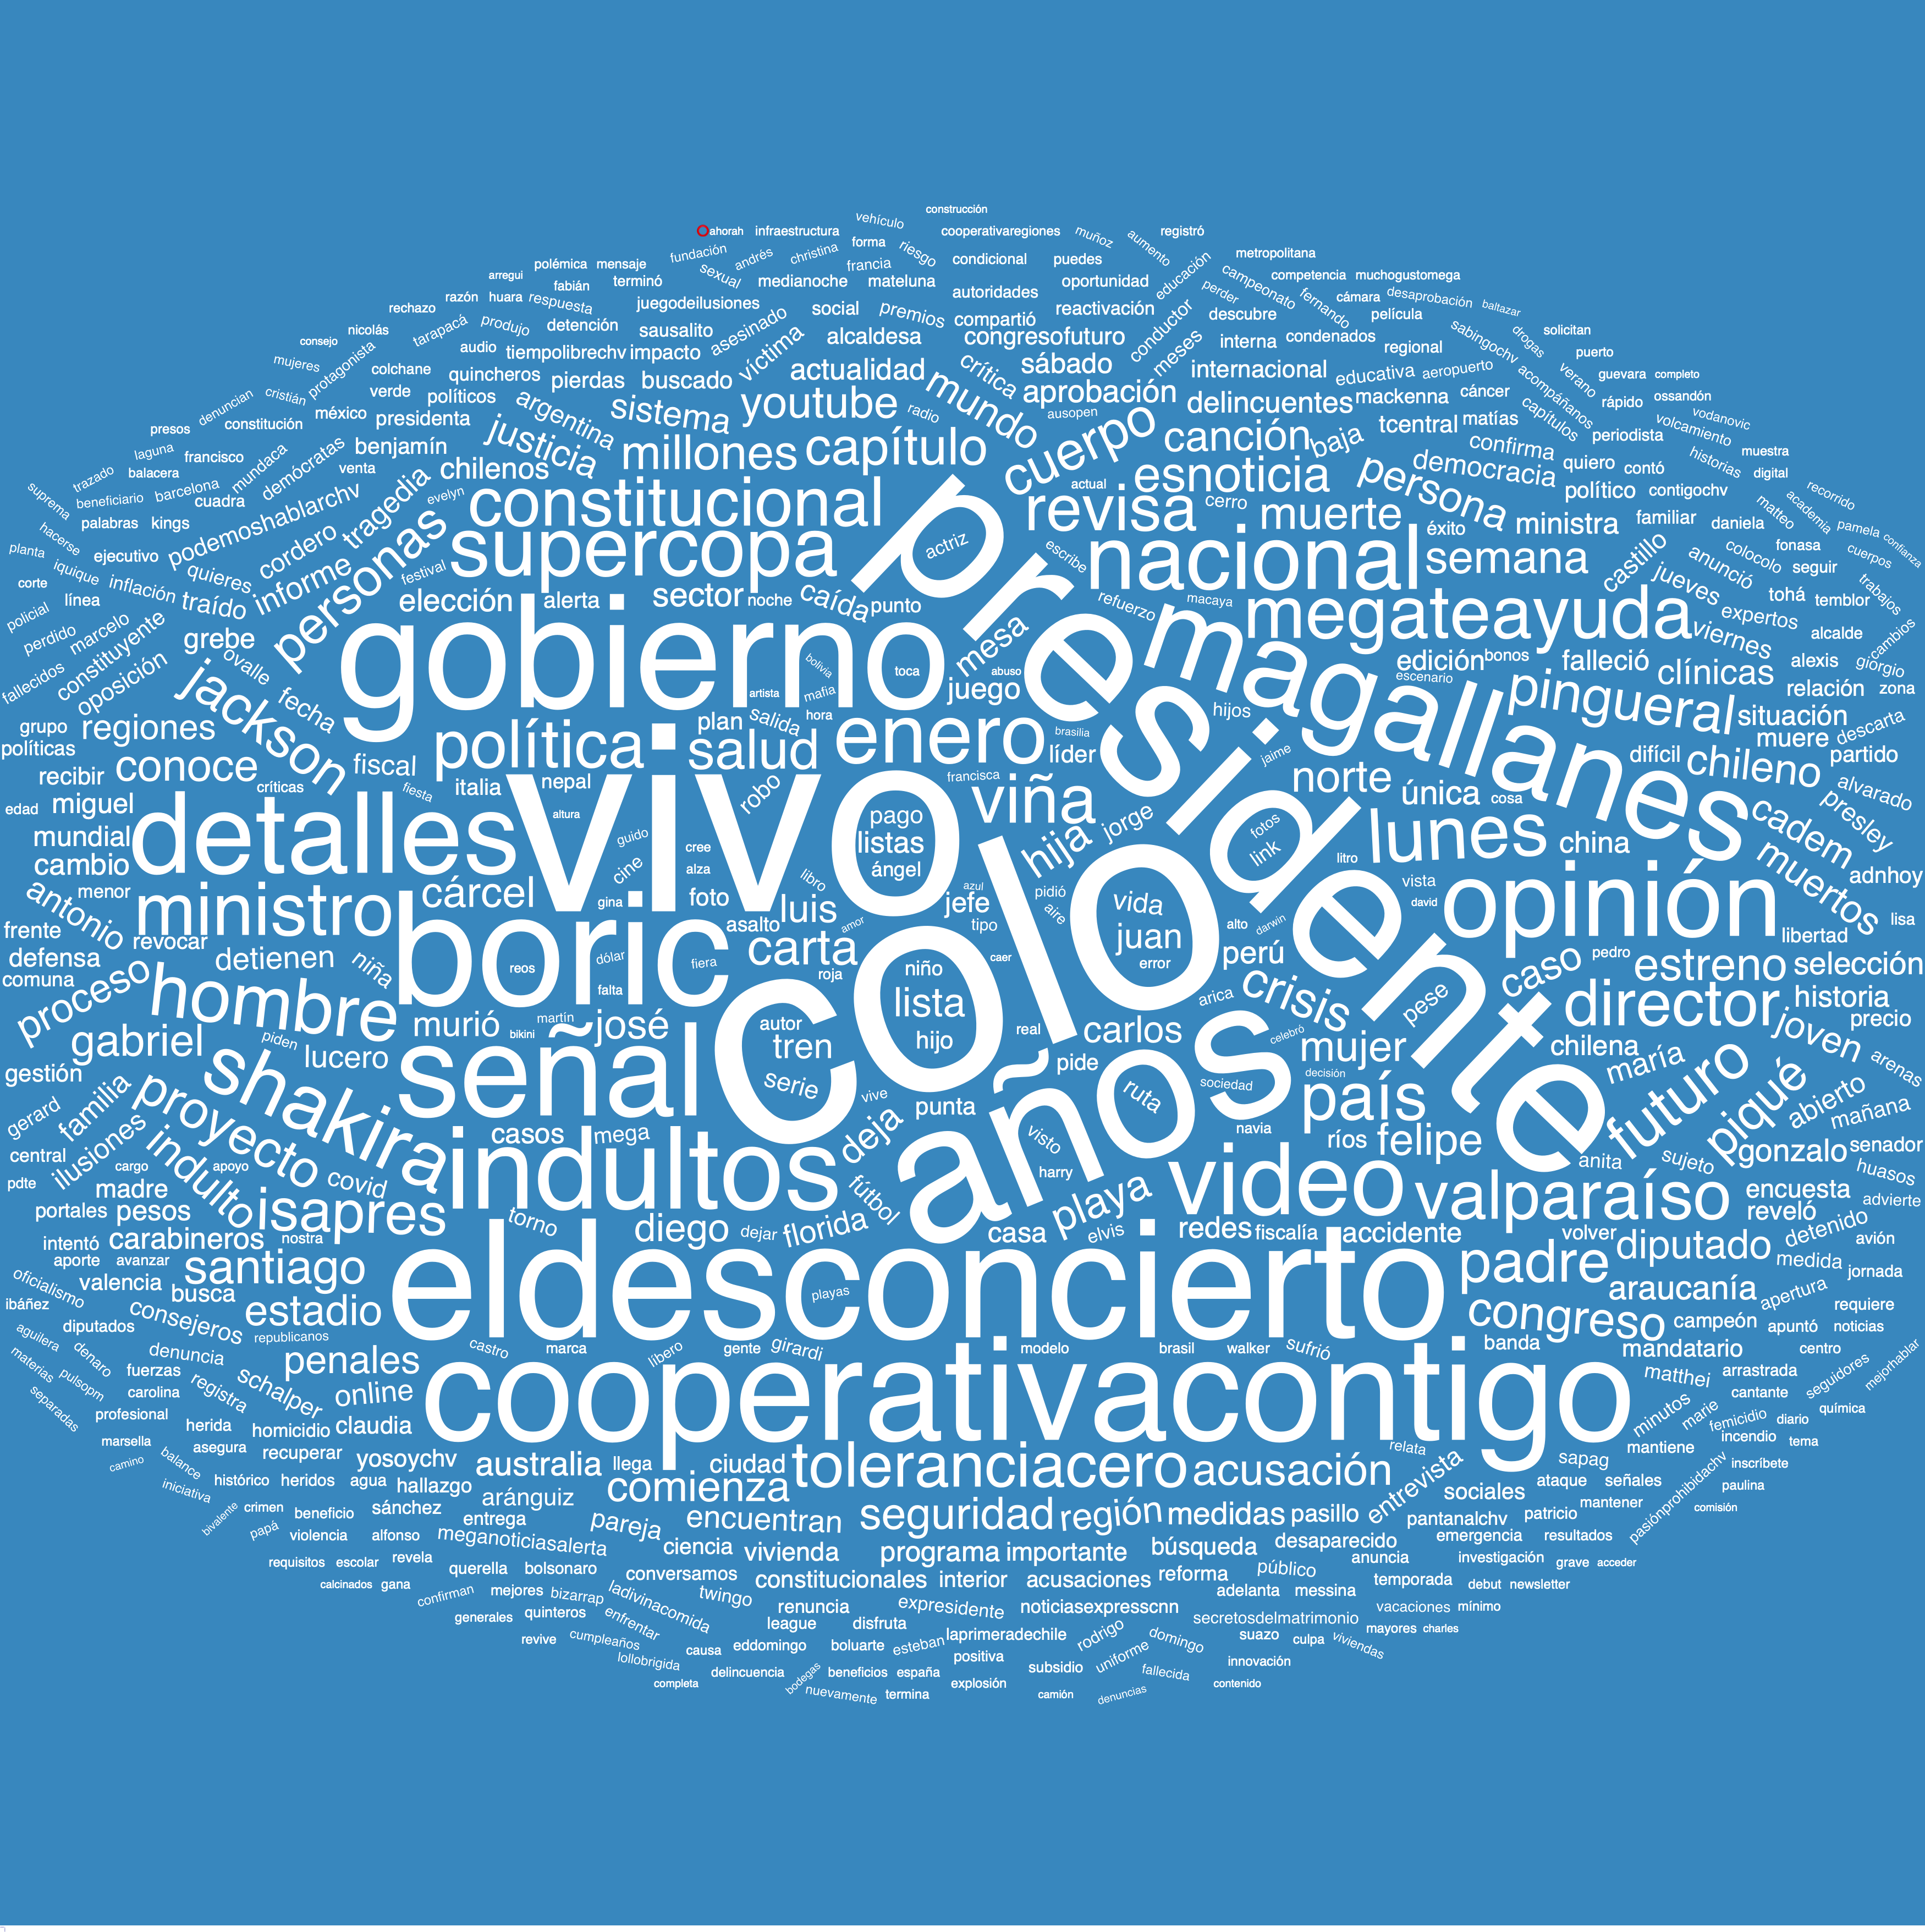 construcción
vehículo
ahorah infraestructura cooperativaregiones muñoz registró
fundación andrés christina forma riesgo condicional puedes aumento metropolitana
polémica mensaje sexual francia educación
arregui fabián terminó medianoche mateluna autoridades oportunidad perder campeonato competencia muchogustomega
rechazo razón huara respuesta juegodeilusiones social premios compartió reactivación conductor descubre fernando cámara desaprobación baltazar
nicolás tarapacá produjo detención sausalito asesinado alcaldesa congresofuturo meses interna condenados película sabingochv drogas solicitan
consejo protagonista audio tiempolibrechv impacto víctima actualidad crítica sábado internacional regional acompáñanos puerto
mujeres colchane quincheros pierdas buscado mundo aprobación educativa aeropuerto verano guevara completo
denuncian cristián verde políticos argentina sistema youtube radio ausopen cuerpo delincuentes mackenna cáncer capítulos rápido ossandón
presos constitución méxico presidenta justicia millones capítulo canción baja tcentral matías periodista volcamiento vodanovic
laguna francisco mundaca demócratas benjamín chilenos esnoticia persona democracia confirma quiero contó historias muestra
trazado balacera venta tragedia actual revisa cerro muerte político contigochv digital
suprema beneficiario barcelona cuadra podemoshablarchv evelyn constitucional éxito ministra familiar daniela matteo academia recorrido
hacerse palabras kings cordero personas supercopa actriz presidente escribe nacional semana castillo colocolo fonasa pamela confianza
planta iquique ejecutivo quieres informe festival anunció seguir cuerpos
corte línea inflación traído elección alerta sector noche caída punto refuerzo macaya megateayuda jueves tohá temblor trabajos
policial perdido marcelo grebe gobierno mesa magallanes viernes expertos alcalde cambios
fallecidos constituyente oposición ovalle jackson bolivia toca abuso edición bonos falleció clínicas alexis giorgio
fecha artista mafia juego escenario pingueral relación zona
grupo regiones política plan salida hora enero brasilia hijos situación descarta
políticas conoce fiscal salud líder jaime muere partido
recibir críticas fiesta italia nepal robo francisca norte difícil chileno alvarado
edad miguel detalles vivo altura pago viña jorge fotos única cosa presley
mundial guido listas hija link lunes china cadem
cambio cree cine alza ángel litro muertos adnhoy
antonio menor ministro cárcel gina foto libro azul colo pidió vida vista david opinión lisa
frente revocar boric asalto luis amor jefe tipo aire juan alto darwin libertad
defensa detienen niña reos dólar fiera carta roja niño caer error perú caso pedro estreno selección
comuna proceso hombre falta lista arica crisis pese director historia
gabriel murió bikini martín josé autor tren hijo real carlos celebró mujer chilena joven precio
gestión piden lucero señal pide decisión maría arenas
gerard familia shakira serie vive años ruta sociedad país futuro piqué abierto
ilusiones proyecto casos mega punta deja visto navia ríos felipe mañana
central cargo apoyo indultos harry video anita sujeto gonzalo senador
pdte madre indulto covid fútbol playa valparaíso encuesta huasos
portales pesos isapres torno diego dejar florida casa elvis redes fiscalía accidente reveló advierte
intentó carabineros nostra volver diputado detenido avión
aporte avanzar santiago eldesconcierto padre medida jornada
oficialismo valencia busca playas araucanía apertura
ibáñez estadio congreso campeón requiere
aguilera diputados consejeros republicanos castro marca líbero gente girardi modelo brasil walker sufrió banda mandatario apuntó noticias
materias denaro denuncia penales cooperativacontigo centro
pulsopm fuerzas matthei arrastrada mejorhablar
separadas carolina registra schalper online cantante seguidores
profesional herida homicidio claudia minutos marie femicidio diario química
marsella asegura recuperar relata mantiene incendio tema
camino balance yosoychv australia llega ciudad toleranciacero acusación entrevista sapag inscríbete
iniciativa histórico heridos agua hallazgo comienza sociales ataque señales paulina
bivalente crimen beneficio sánchez aránguiz seguridad región medidas pasillo mantener comisión
papá violencia alfonso entrega pareja encuentran pantanalchv patricio pasiónprohibidachv
meganoticiasalerta ciencia vivienda programa importante búsqueda desaparecido emergencia resultados
requisitos escolar revela querella bolsonaro conversamos anuncia investigación grave acceder
calcinados gana confirman mejores bizarrap constitucionales interior acusaciones reforma público temporada debut newsletter
ladivinacomida twingo renuncia expresidente noticiasexpresscnn adelanta messina vacaciones mínimo
generales quinteros enfrentar league disfruta secretosdelmatrimonio mayores charles
revive cumpleaños causa eddomingo boluarte esteban laprimeradechile rodrigo domingo suazo culpa viviendas
lollobrigida positiva uniforme innovación
delincuencia bodegas beneficios españa subsidio fallecida
completa nuevamente termina explosión camión denuncias contenido